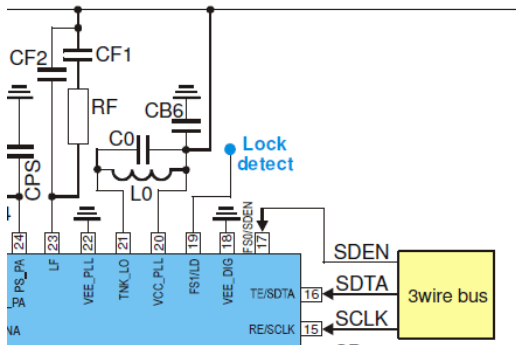 CF2
CF1
RF
CB6
C0
Lock
detect
L0
CPS
24
23
22
21
20
19
18
17
FS0/SDEN
PS_PA
LF
VEE_PLL
TNK_LO
VCC_PLL
FS1/LD
VEE_DIG
_PA
NA
TE/SDTA
16
RE/SCLK
15
SDEN
SDTA
SCLK
3wire bus